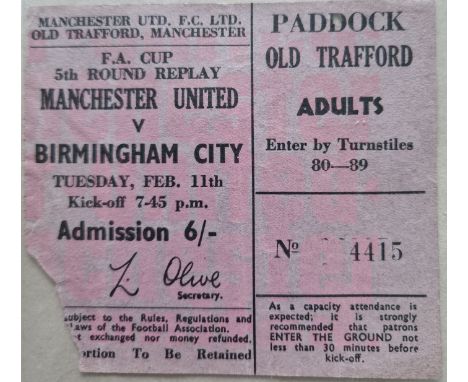 MANCHESTER UTD. F.C. LTD.
OLD TRAFFORD, MANCHESTER
F.A. CUP
5th ROUND REPLAY
MANCHESTER UNITED
V
BIRMINGHAM CITY
TUESDAY, FEB. 11th
Kick-off 7-45 p.m.
Admission 6/-
L. Olive
Secretary.
subject to the Rules, Regulations and
Laws of the Football Association.
exchanged nor money refunded.
To Be Retained
PADDOCK
OLD TRAFFORD
ADULTS
Enter by Turnstiles
80—89
No 4415
As a capacity attendance is
expected; it is strongly
recommended that patrons
ENTER THE GROUND not
less than 30 minutes before
kick-off.